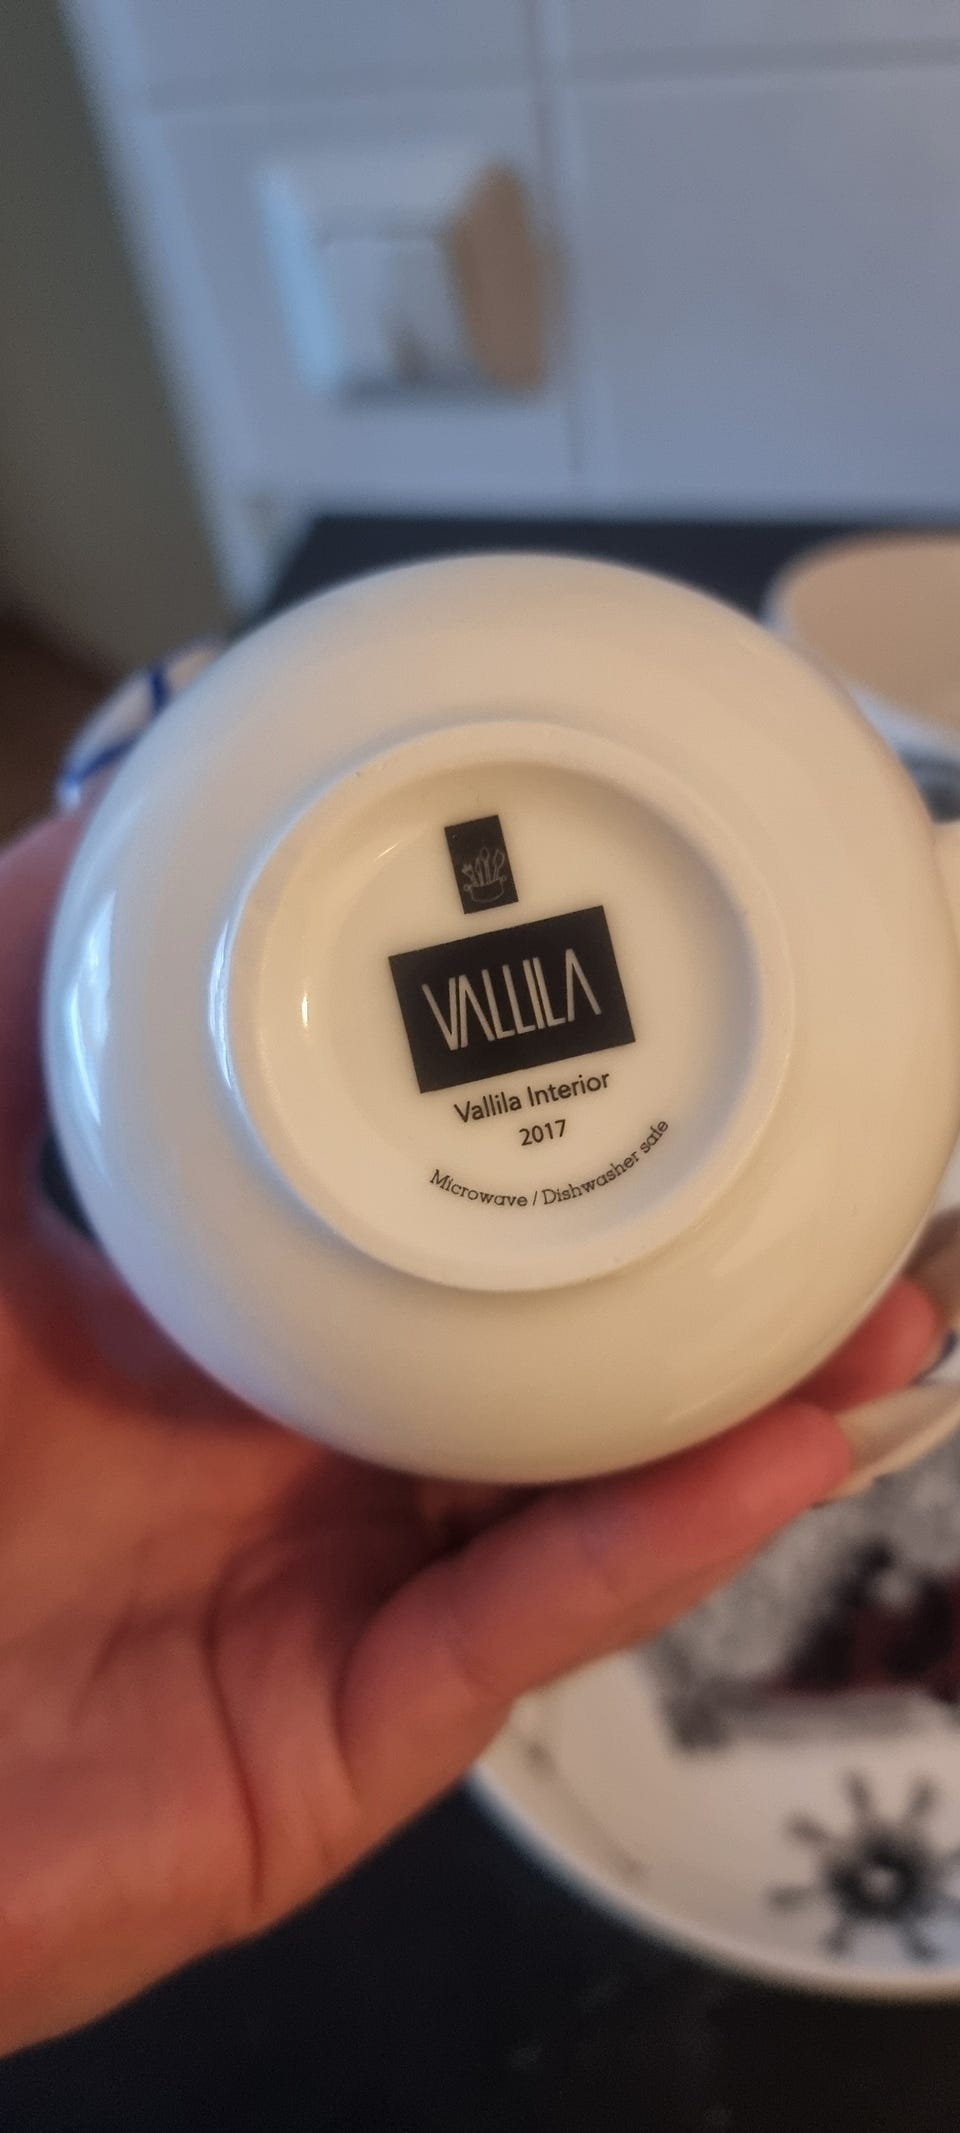 VALLILA
Vallila Interior
2017
Microwave / Dishwasher safe